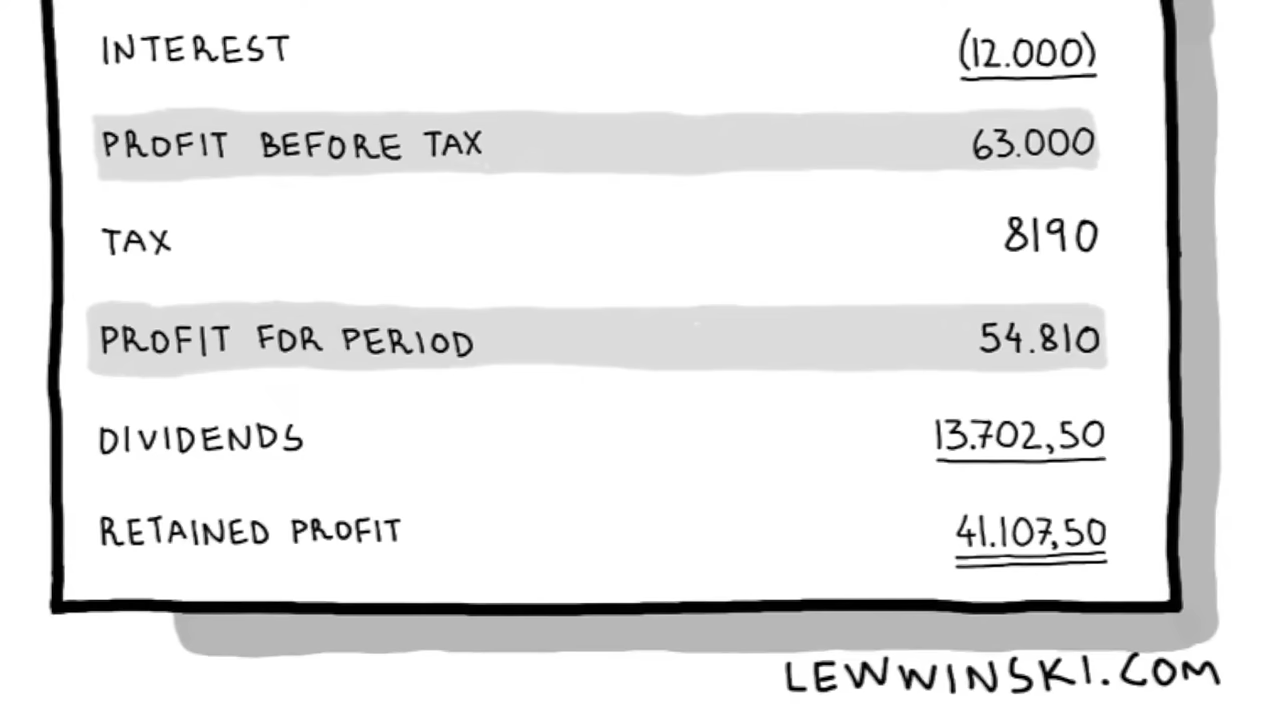 INTEREST (12.000)
PROFIT BEFORE TAX 63.000
TAX 8190
PROFIT FOR PERIOD 54.810
DIVIDENDS 13.702,50
RETAINED PROFIT 41.107,50
LEWWINSKI.COM